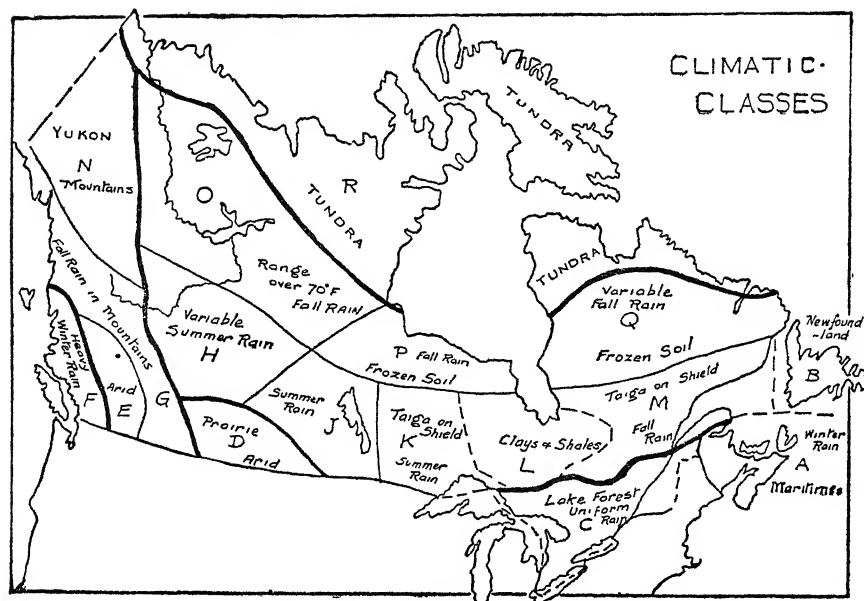 CLIMATIC·
CLASSES
TUNDRA
YUKON
N
Mountains
O
R
TUNDRA
Range
over 70°F
Fall RAIN
TUNDRA
Variable
Fall Rain
Q
Frozen Soil
Fall Rain in Mountains
Variable
Summer Rain
H
P Fall Rain
Frozen Soil
Newfound
-land
B
Heavy
Winter Rain
F
Arid
E
G
Prairie
D
Arid
Summer
Rain
J
Taiga on
Shield
K
Summer
Rain
Clays & Shales
L
Taiga on Shield
M
Fall
Rain
Winter
Rain
A
Maritimes
Lake Forest
Uniform
C Rain